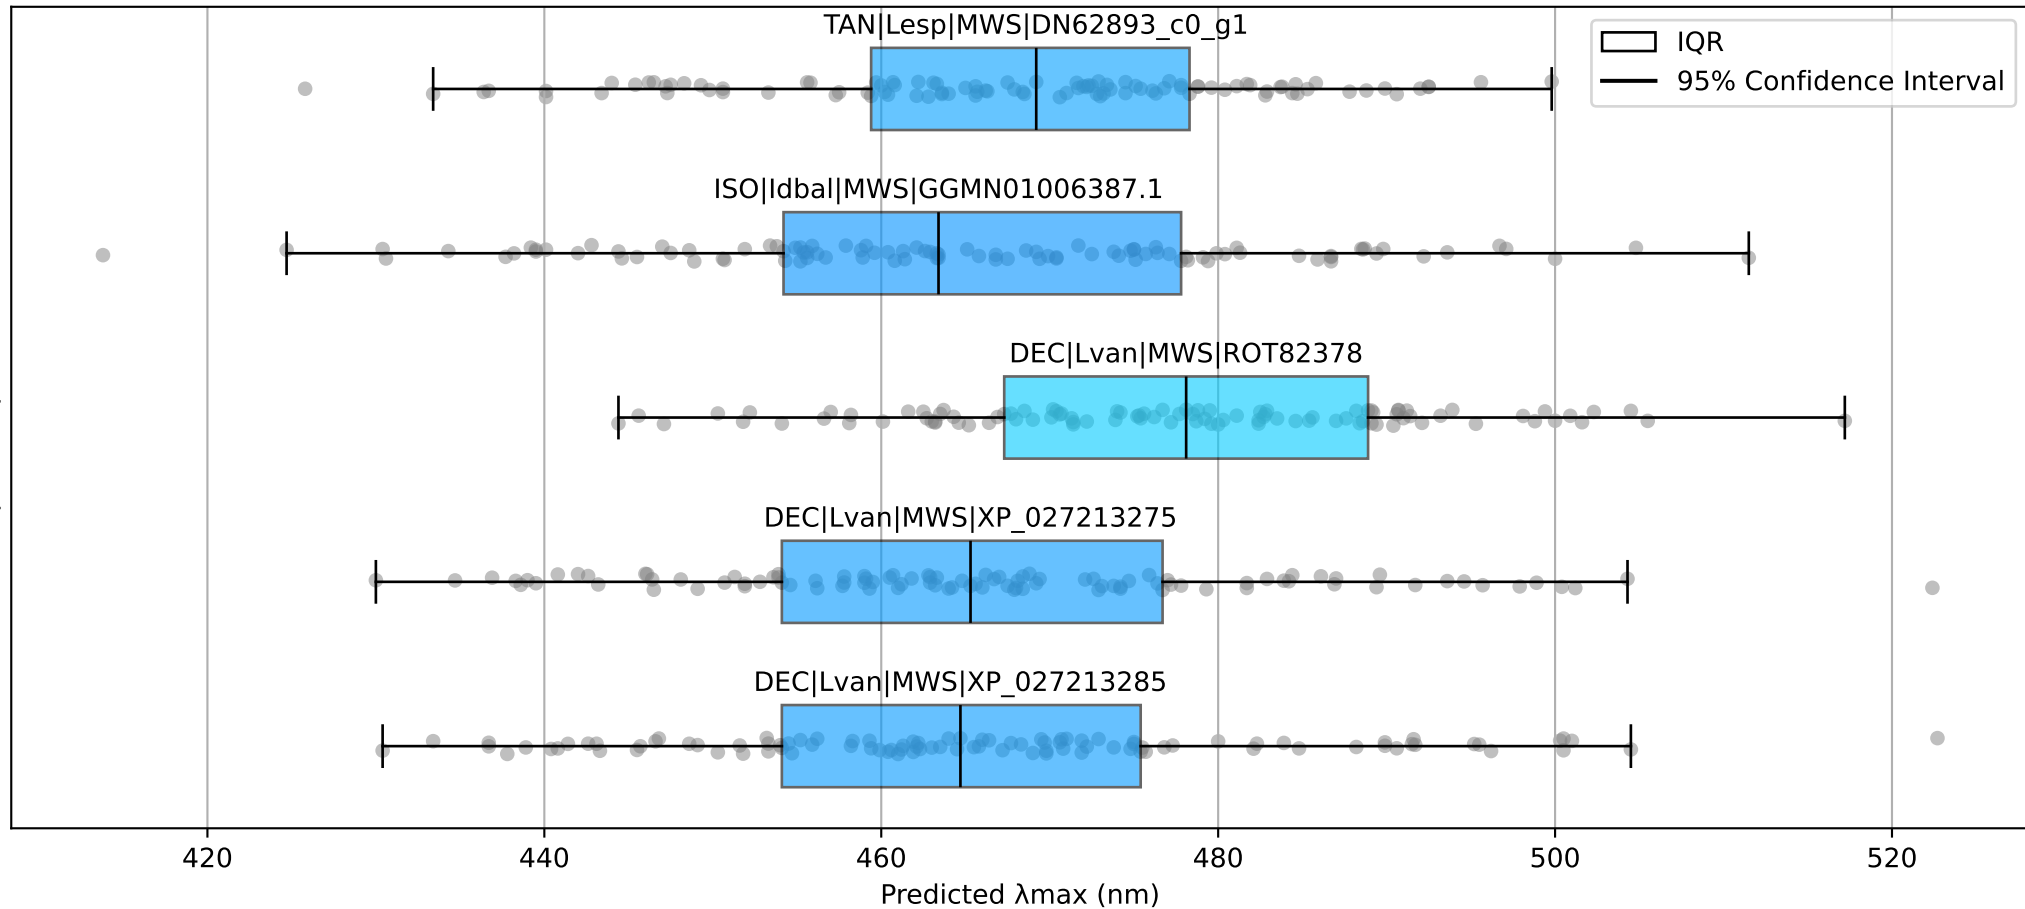 TAN|Lesp|MWS|DN62893_c0_g1
IQR
95% Confidence Interval
ISO|Idbal|MWS|GGMN01006387.1
DEC|Lvan|MWS|ROT82378
DEC|Lvan|MWS|XP_027213275
DEC|Lvan|MWS|XP_027213285
420 440 460 480 500 520
Predicted λmax (nm)